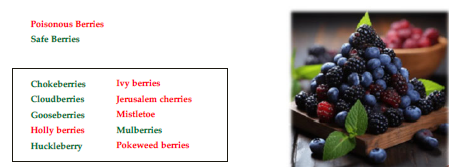 Poisonous Berries
Safe Berries
Chokeberries Ivy berries
Cloudberries Jerusalem cherries
Gooseberries Mistletoe
Holly berries Mulberries
Huckleberry Pokeweed berries